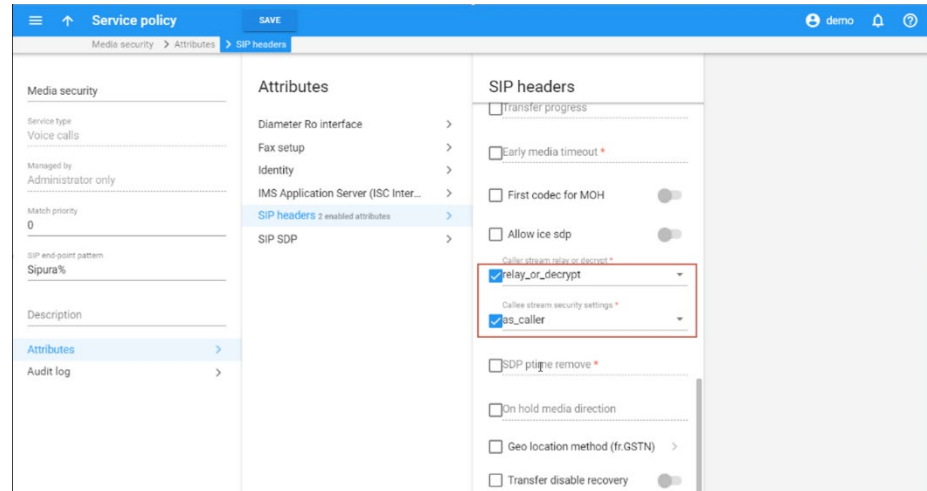 Service policy
SAVE
demo
Media security > Attributes > SIP headers
Media security
Service type
Voice calls
Managed by
Administrator only
Match priority
0
SIP end-point pattern
Sipura%
Description
Attributes
Audit log
Attributes
Diameter Ro interface
Fax setup
Identity
IMS Application Server (ISC Inter...
SIP headers 2 enabled attributes
SIP SDP
SIP headers
Transfer progress
Early media timeout *
First codec for MOH
Allow ice sdp
Caller stream relay or decrypt *
relay_or_decrypt
Callee stream security settings *
as_caller
SDP ptime remove *
On hold media direction
Geo location method (fr.GSTN)
Transfer disable recovery